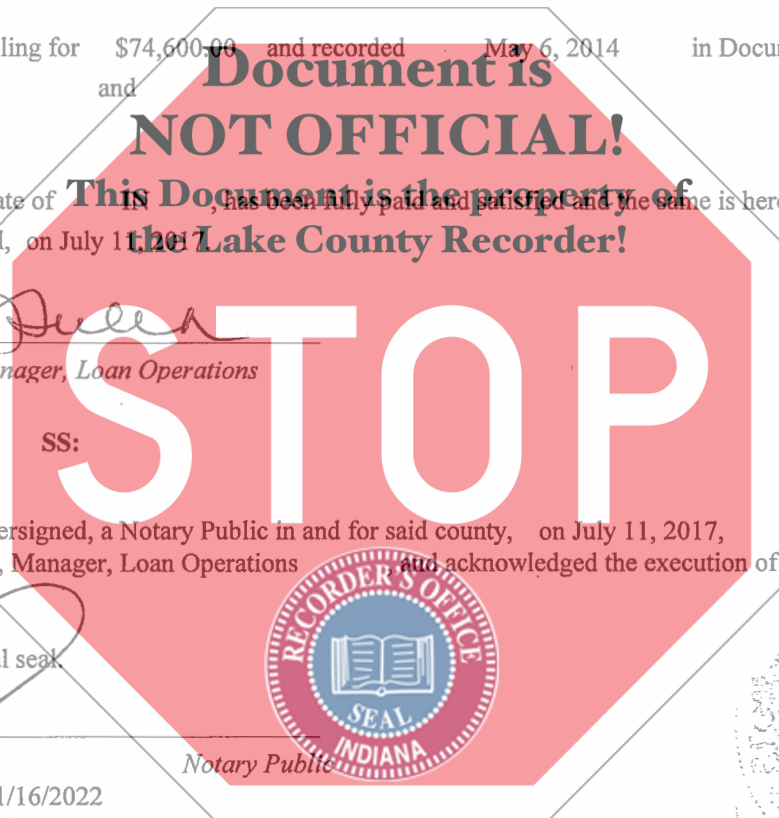 ling for $74,600.00 and recorded May 6, 2014 in Docu
and
Document is
NOT OFFICIAL!
This Document is the property of
ate of IN , has been fully paid and satisfied and the same is here
the Lake County Recorder!
, on July 11, 2017.
nager, Loan Operations
STOP
SS:
ersigned, a Notary Public in and for said county, on July 11, 2017,
, Manager, Loan Operations , and acknowledged the execution of
RECORDER'S OFFICE
l seal.
SEAL
INDIANA
Notary Public
1/16/2022